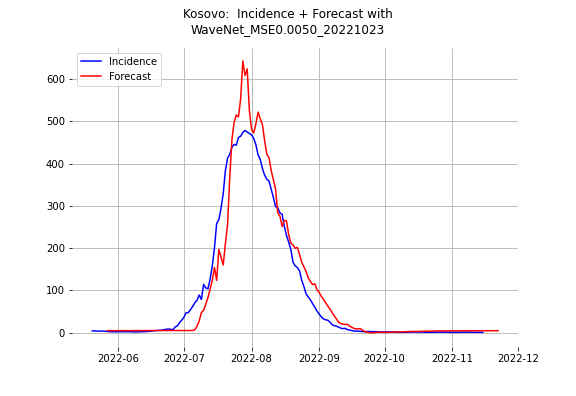 Kosovo:  Incidence + Forecast with
WaveNet_MSE0.0050_20221023
Incidence
Forecast
600
500
400
300
200
100
0
2022-06 2022-07 2022-08 2022-09 2022-10 2022-11 2022-12